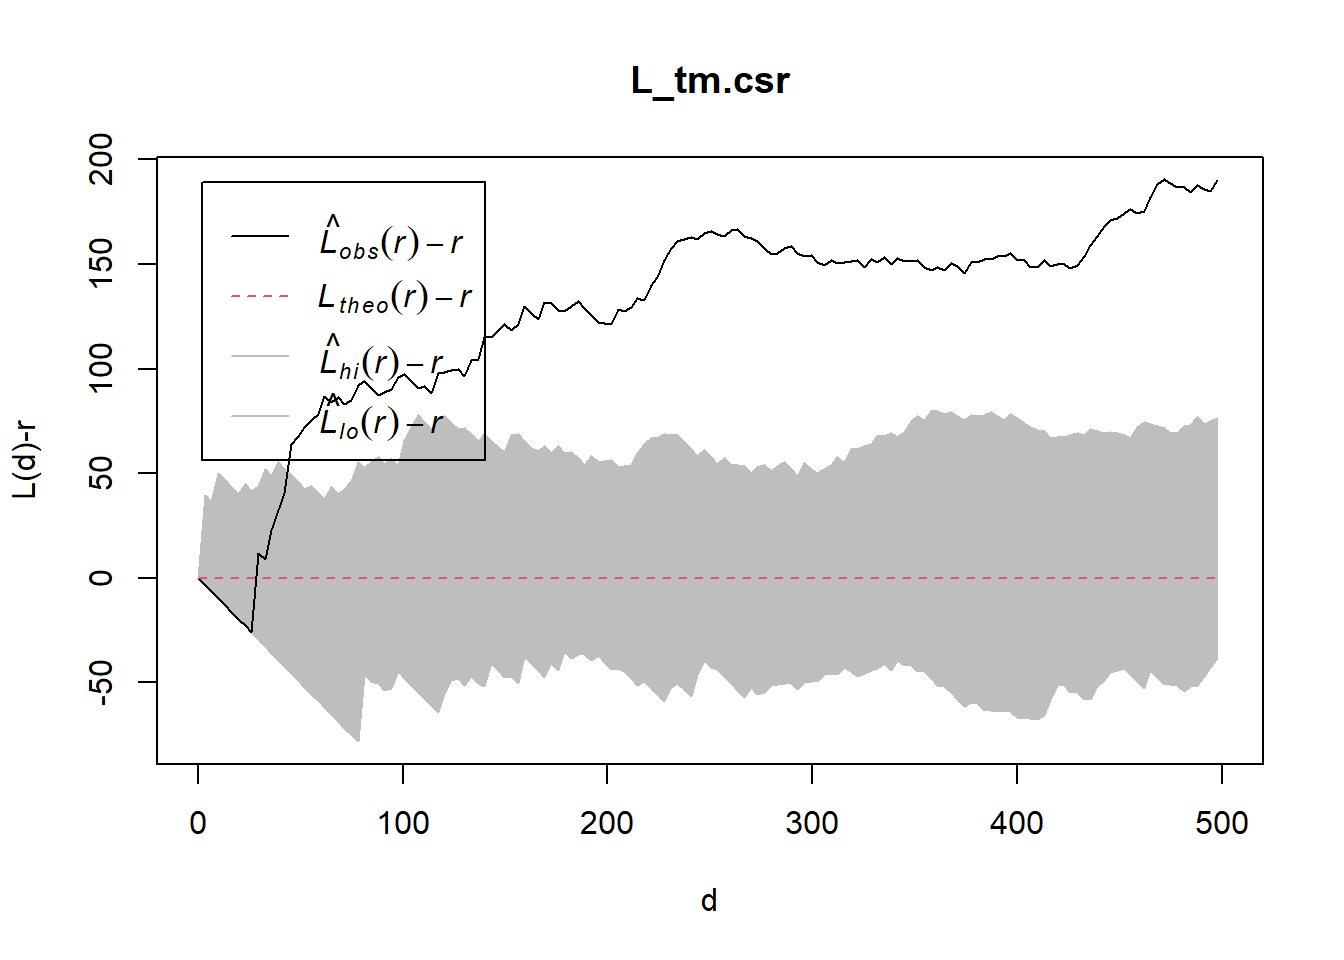 L_tm.csr
L̂obs(r) – r
Ltheo(r) – r
L̂hi(r) – r
L̂lo(r) – r
L(d)-r
200
150
100
50
0
-50
0 100 200 300 400 500
d